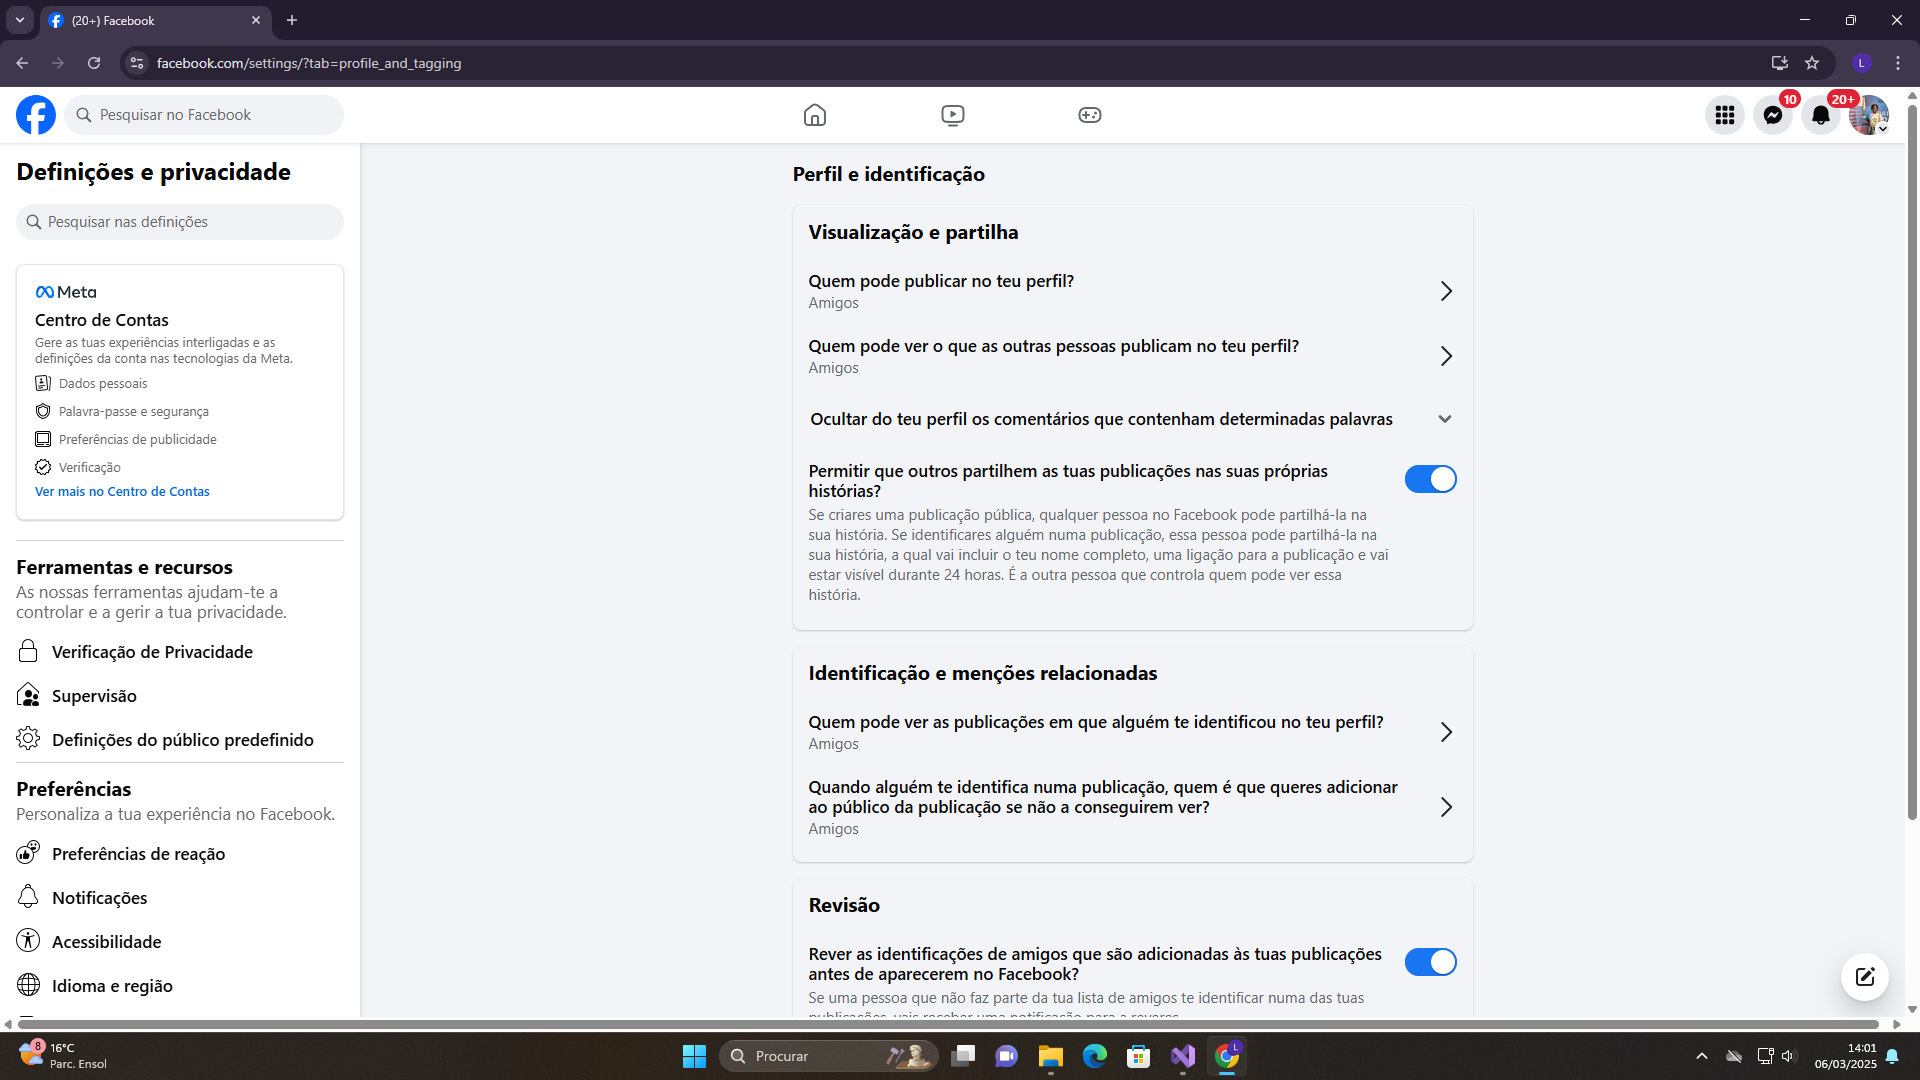 (20+) Facebook
facebook.com/settings/?tab=profile_and_tagging
L
Pesquisar no Facebook
10
20+
Definições e privacidade
Pesquisar nas definições
Meta
Centro de Contas
Gere as tuas experiências interligadas e as
definições da conta nas tecnologias da Meta.
Dados pessoais
Palavra-passe e segurança
Preferências de publicidade
Verificação
Ver mais no Centro de Contas
Ferramentas e recursos
As nossas ferramentas ajudam-te a
controlar e a gerir a tua privacidade.
Verificação de Privacidade
Supervisão
Definições do público predefinido
Preferências
Personaliza a tua experiência no Facebook.
Preferências de reação
Notificações
Acessibilidade
Idioma e região
Perfil e identificação
Visualização e partilha
Quem pode publicar no teu perfil?
Amigos
Quem pode ver o que as outras pessoas publicam no teu perfil?
Amigos
Ocultar do teu perfil os comentários que contenham determinadas palavras
Permitir que outros partilhem as tuas publicações nas suas próprias
histórias?
Se criares uma publicação pública, qualquer pessoa no Facebook pode partilhá-la na
sua história. Se identificares alguém numa publicação, essa pessoa pode partilhá-la na
sua história, a qual vai incluir o teu nome completo, uma ligação para a publicação e vai
estar visível durante 24 horas. É a outra pessoa que controla quem pode ver essa
história.
Identificação e menções relacionadas
Quem pode ver as publicações em que alguém te identificou no teu perfil?
Amigos
Quando alguém te identifica numa publicação, quem é que queres adicionar
ao público da publicação se não a conseguirem ver?
Amigos
Revisão
Rever as identificações de amigos que são adicionadas às tuas publicações
antes de aparecerem no Facebook?
Se uma pessoa que não faz parte da tua lista de amigos te identificar numa das tuas
publicações, vais receber uma notificação para a reveres.
8
16°C
Parc. Ensol
Procurar
L
14:01
06/03/2025